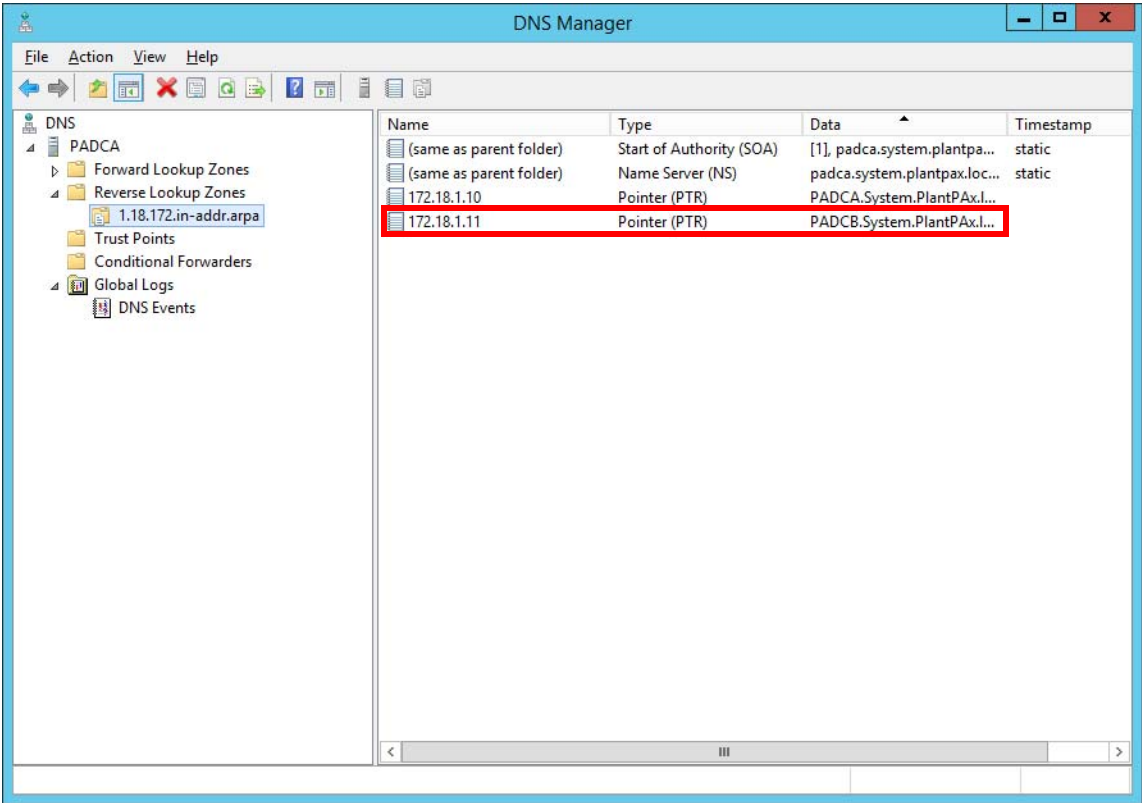 DNS Manager
File Action View Help
DNS
PADCA
Forward Lookup Zones
Reverse Lookup Zones
1.18.172.in-addr.arpa
Trust Points
Conditional Forwarders
Global Logs
DNS Events
Name Type Data Timestamp
(same as parent folder) Start of Authority (SOA) [1], padca.system.plantpa... static
(same as parent folder) Name Server (NS) padca.system.plantpax.loc... static
172.18.1.10 Pointer (PTR) PADCA.System.PlantPAx.l...
172.18.1.11 Pointer (PTR) PADCB.System.PlantPAx.l...